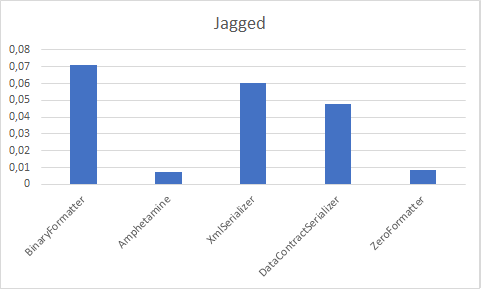 Jagged
0,08
0,07
0,06
0,05
0,04
0,03
0,02
0,01
0
BinaryFormatter
Amphetamine
XmlSerializer
DataContractSerializer
ZeroFormatter